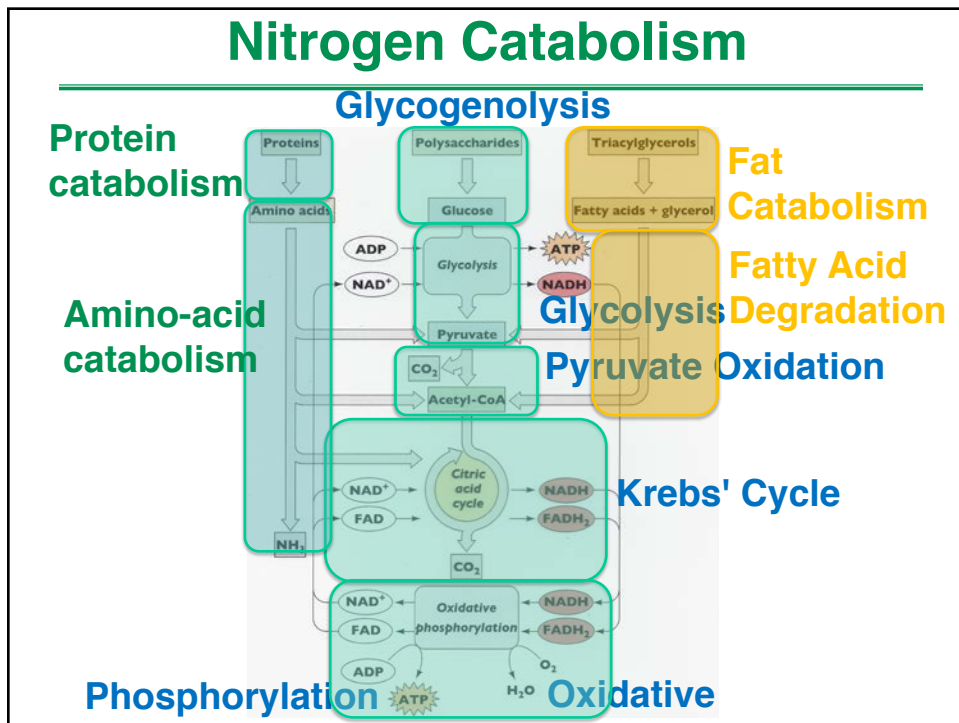 Nitrogen Catabolism
Glycogenolysis
Protein
catabolism
Proteins
Polysaccharides
Triacylglycerols
Fat
Catabolism
Amino acids
Glucose
Fatty acids + glycerol
ADP
ATP
Glycolysis
NAD⁺
NADH
Fatty Acid
Degradation
Glycolysis
Amino-acid
catabolism
Pyruvate
CO₂
Pyruvate Oxidation
Acetyl-CoA
Citric
acid
cycle
NAD⁺
NADH
FAD
FADH₂
Krebs' Cycle
NH₃
CO₂
NAD⁺
NADH
Oxidative
phosphorylation
FAD
FADH₂
ADP
O₂
ATP
H₂O
Phosphorylation
Oxidative